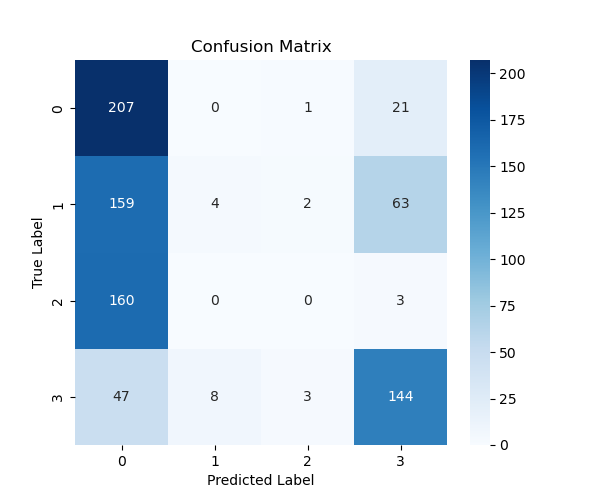 Confusion Matrix
0 207 0 1 21
1 159 4 2 63
2 160 0 0 3
3 47 8 3 144
0 1 2 3
True Label
Predicted Label
200
175
150
125
100
75
50
25
0